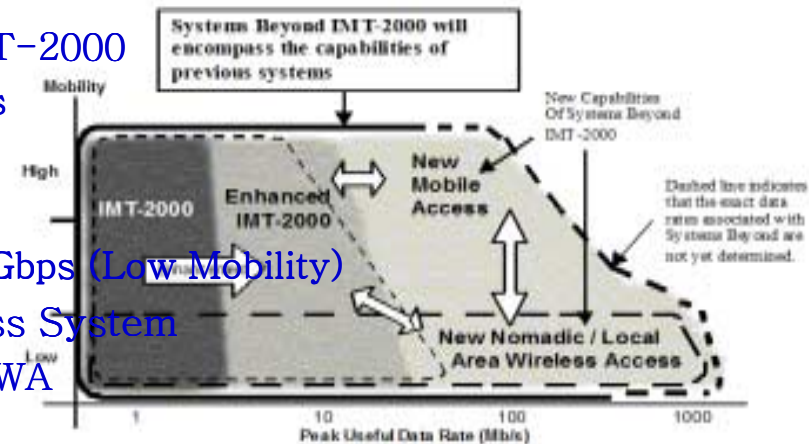 Systems Beyond IMT-2000 will
encompass the capabilities of
previous systems
T-2000
Mobility
s
New Capabilities
Of Systems Beyond
IMT-2000
High
New
Mobile
Access
Dashed line indicates
that the exact data
rates associated with
Systems Beyond are
not yet determined.
IMT-2000
Enhanced
IMT-2000
Gbps (Low Mobility)
ss System
New Nomadic / Local
Area Wireless Access
Low
WA
1
10
100
1000
Peak Useful Data Rate (Mb/s)